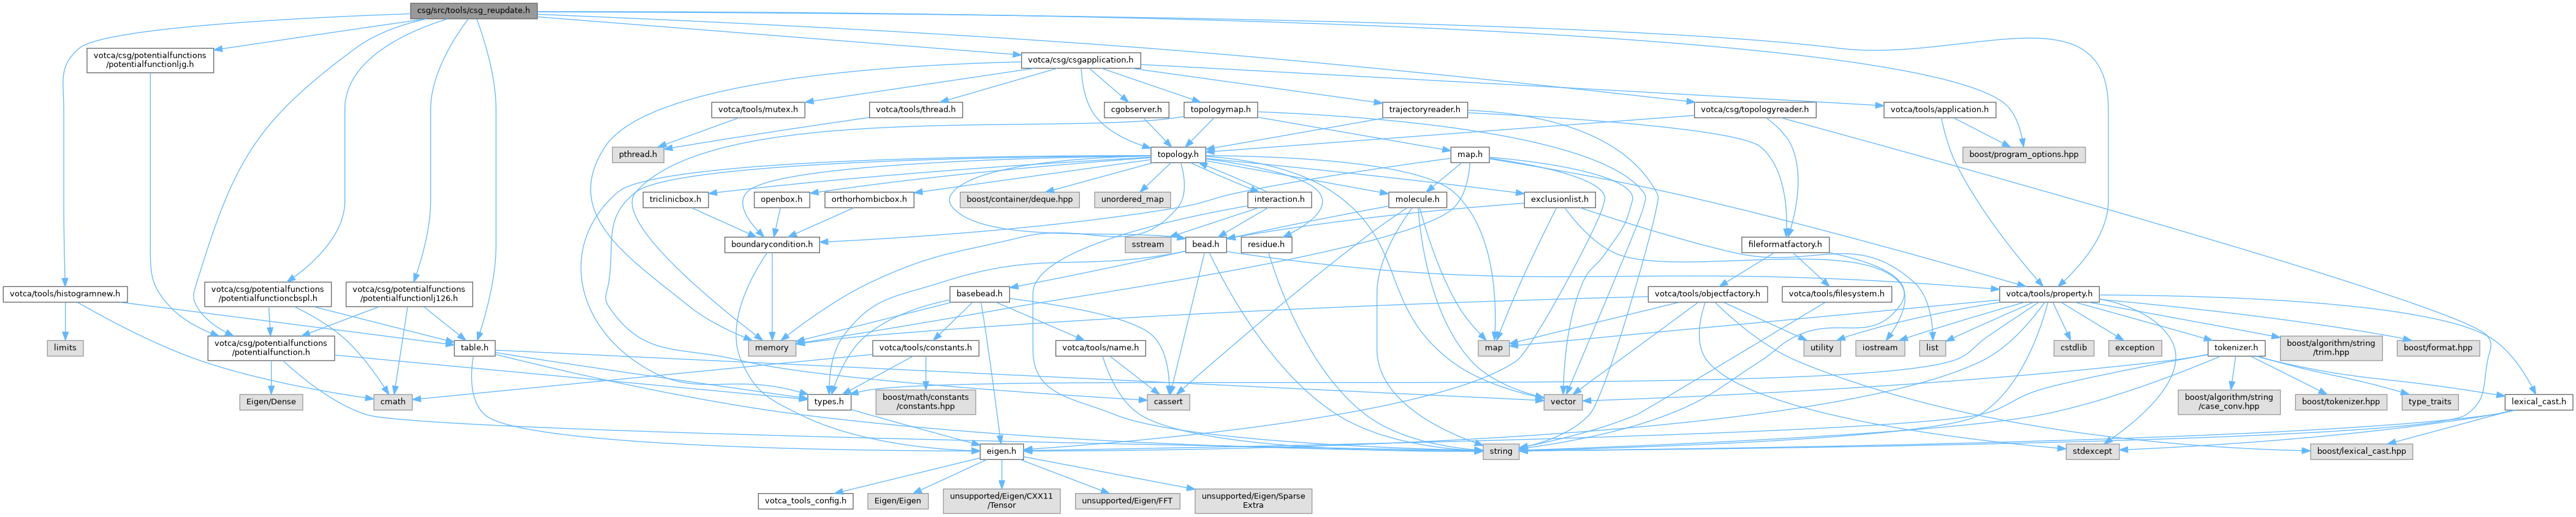 csg/src/tools/csg_reupdate.h
votca/csg/potentialfunctions
/potentialfunctionljg.h
votca/csg/csgapplication.h
votca/tools/mutex.h
votca/tools/thread.h
cgobserver.h
topologymap.h
trajectoryreader.h
votca/csg/topologyreader.h
votca/tools/application.h
pthread.h
topology.h
map.h
boost/program_options.hpp
triclinicbox.h
openbox.h
orthorhombicbox.h
boost/container/deque.hpp
unordered_map
interaction.h
molecule.h
exclusionlist.h
boundarycondition.h
sstream
bead.h
residue.h
fileformatfactory.h
votca/tools/histogramnew.h
votca/csg/potentialfunctions
/potentialfunctioncbspl.h
votca/csg/potentialfunctions
/potentialfunctionlj126.h
basebead.h
votca/tools/objectfactory.h
votca/tools/filesystem.h
votca/tools/property.h
limits
votca/csg/potentialfunctions
/potentialfunction.h
table.h
memory
votca/tools/constants.h
votca/tools/name.h
map
utility
iostream
list
cstdlib
exception
tokenizer.h
boost/algorithm/string
/trim.hpp
boost/format.hpp
Eigen/Dense
cmath
types.h
boost/math/constants
/constants.hpp
cassert
vector
boost/algorithm/string
/case_conv.hpp
boost/tokenizer.hpp
type_traits
lexical_cast.h
eigen.h
string
stdexcept
boost/lexical_cast.hpp
votca_tools_config.h
Eigen/Eigen
unsupported/Eigen/CXX11
/Tensor
unsupported/Eigen/FFT
unsupported/Eigen/Sparse
Extra